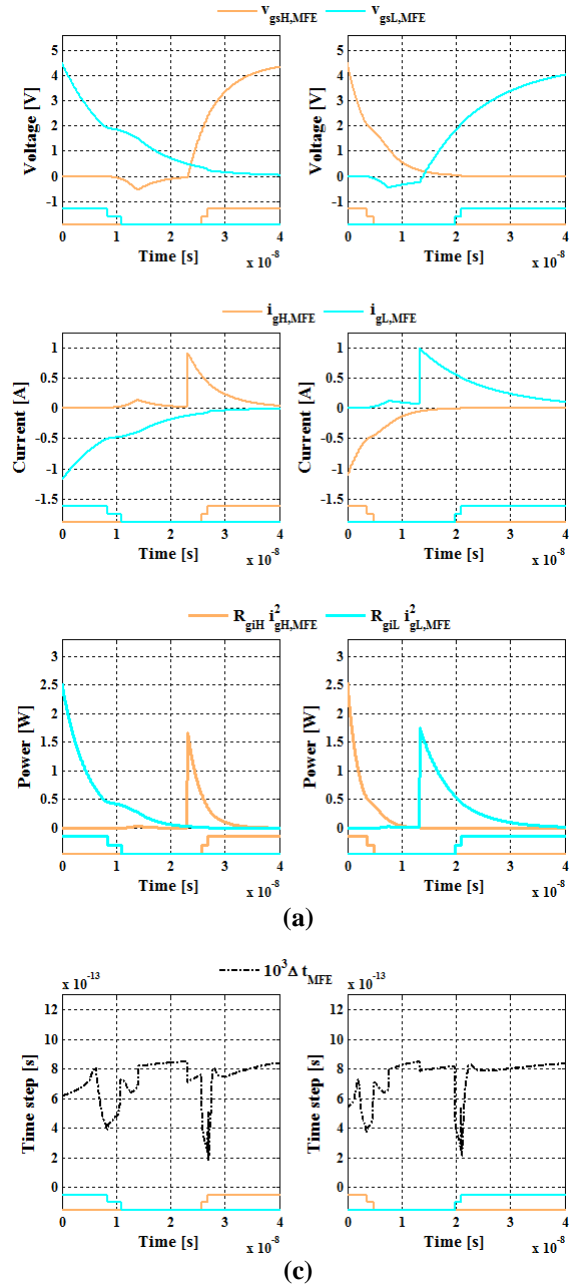 v_gsH,MFE v_gsL,MFE
Voltage [V]
5
4
3
2
1
0
-1
0 1 2 3 4
Time [s]
x 10^-8
Voltage [V]
5
4
3
2
1
0
-1
0 1 2 3 4
Time [s]
x 10^-8
i_gH,MFE i_gL,MFE
Current [A]
1
0.5
0
-0.5
-1
-1.5
0 1 2 3 4
Time [s]
x 10^-8
Current [A]
1
0.5
0
-0.5
-1
-1.5
0 1 2 3 4
Time [s]
x 10^-8
R_giH i^2_gH,MFE R_giL i^2_gL,MFE
Power [W]
3
2.5
2
1.5
1
0.5
0
0 1 2 3 4
Time [s]
x 10^-8
Power [W]
3
2.5
2
1.5
1
0.5
0
0 1 2 3 4
Time [s]
x 10^-8
(a)
10^3 Δ t_MFE
x 10^-13
Time step [s]
12
10
8
6
4
2
0
0 1 2 3 4
Time [s]
x 10^-8
x 10^-13
Time step [s]
12
10
8
6
4
2
0
0 1 2 3 4
Time [s]
x 10^-8
(c)